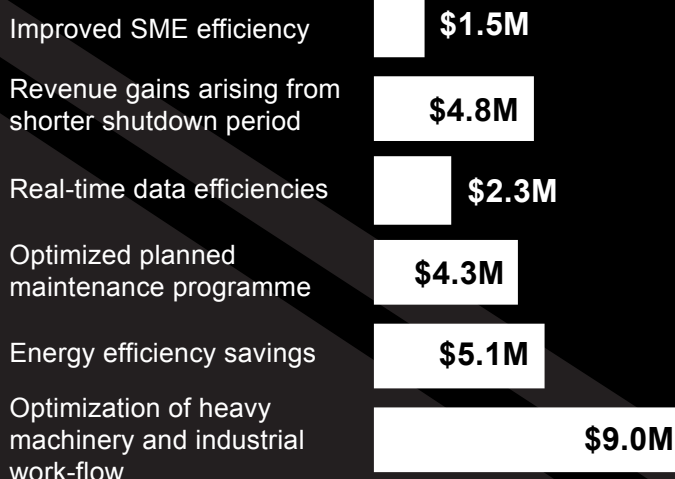 Improved SME efficiency
$1.5M
Revenue gains arising from
shorter shutdown period
$4.8M
Real-time data efficiencies
$2.3M
Optimized planned
maintenance programme
$4.3M
Energy efficiency savings
$5.1M
Optimization of heavy
machinery and industrial
work-flow
$9.0M